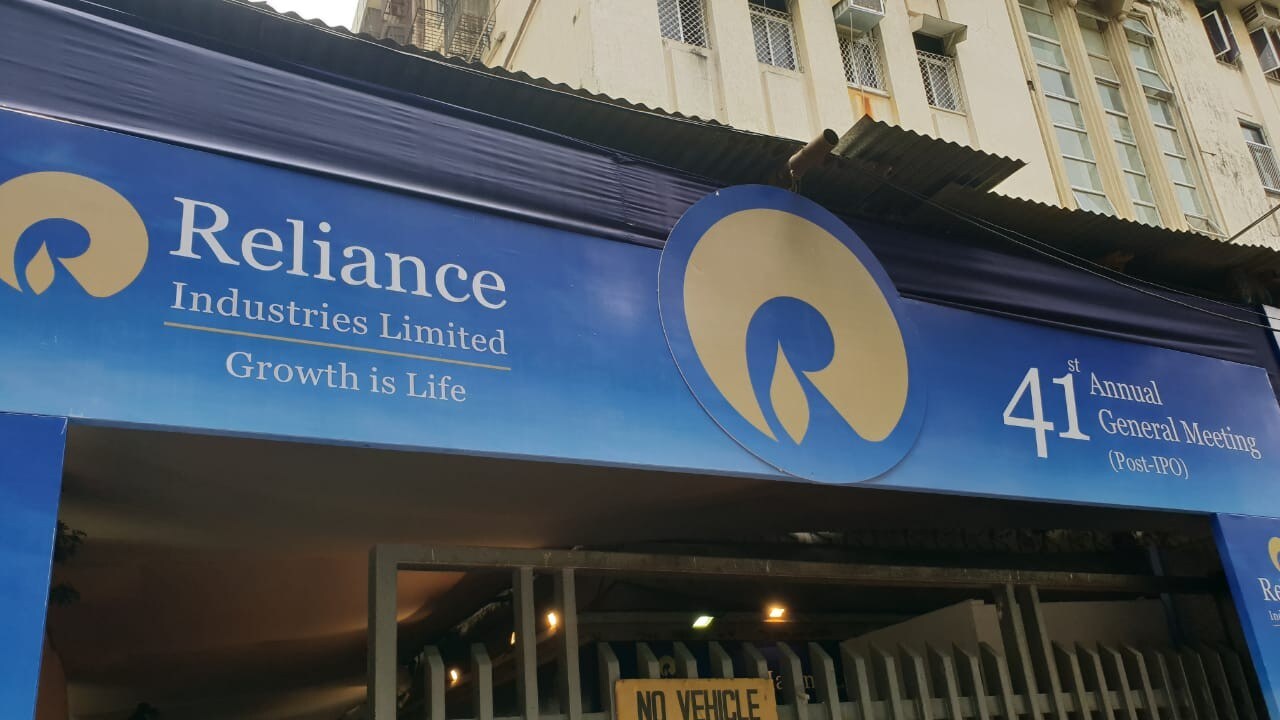 Reliance
Industries Limited
Growth is Life
41st Annual
General Meeting
(Post-IPO)
NO VEHICLE